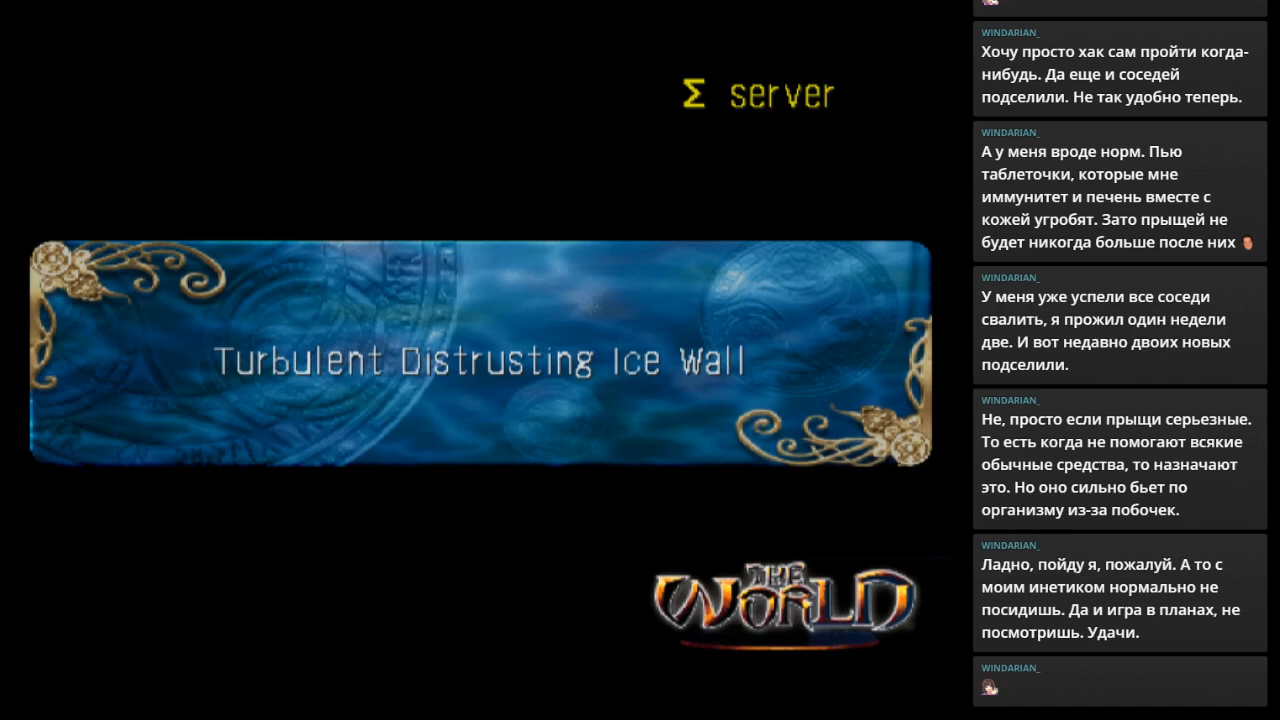 Σ server
Turbulent Distrusting Ice Wall
THE
WORLD
WINDARIAN_
Хочу просто хак сам пройти когда-
нибудь. Да еще и соседей
подселили. Не так удобно теперь.
WINDARIAN_
А у меня вроде норм. Пью
таблеточки, которые мне
иммунитет и печень вместе с
кожей угробят. Зато прыщей не
будет никогда больше после них
WINDARIAN_
У меня уже успели все соседи
свалить, я прожил один недели
две. И вот недавно двоих новых
подселили.
WINDARIAN_
Не, просто если прыщи серьезные.
То есть когда не помогают всякие
обычные средства, то назначают
это. Но оно сильно бьет по
организму из-за побочек.
WINDARIAN_
Ладно, пойду я, пожалуй. А то с
моим инетиком нормально не
посидишь. Да и игра в планах, не
посмотришь. Удачи.
WINDARIAN_